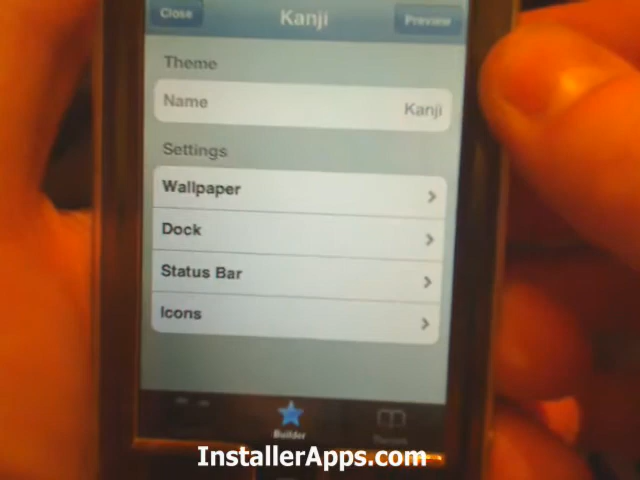 Close Kanji Preview
Theme
Name Kanji
Settings
Wallpaper
Dock
Status Bar
Icons
Builder
InstallerApps.com